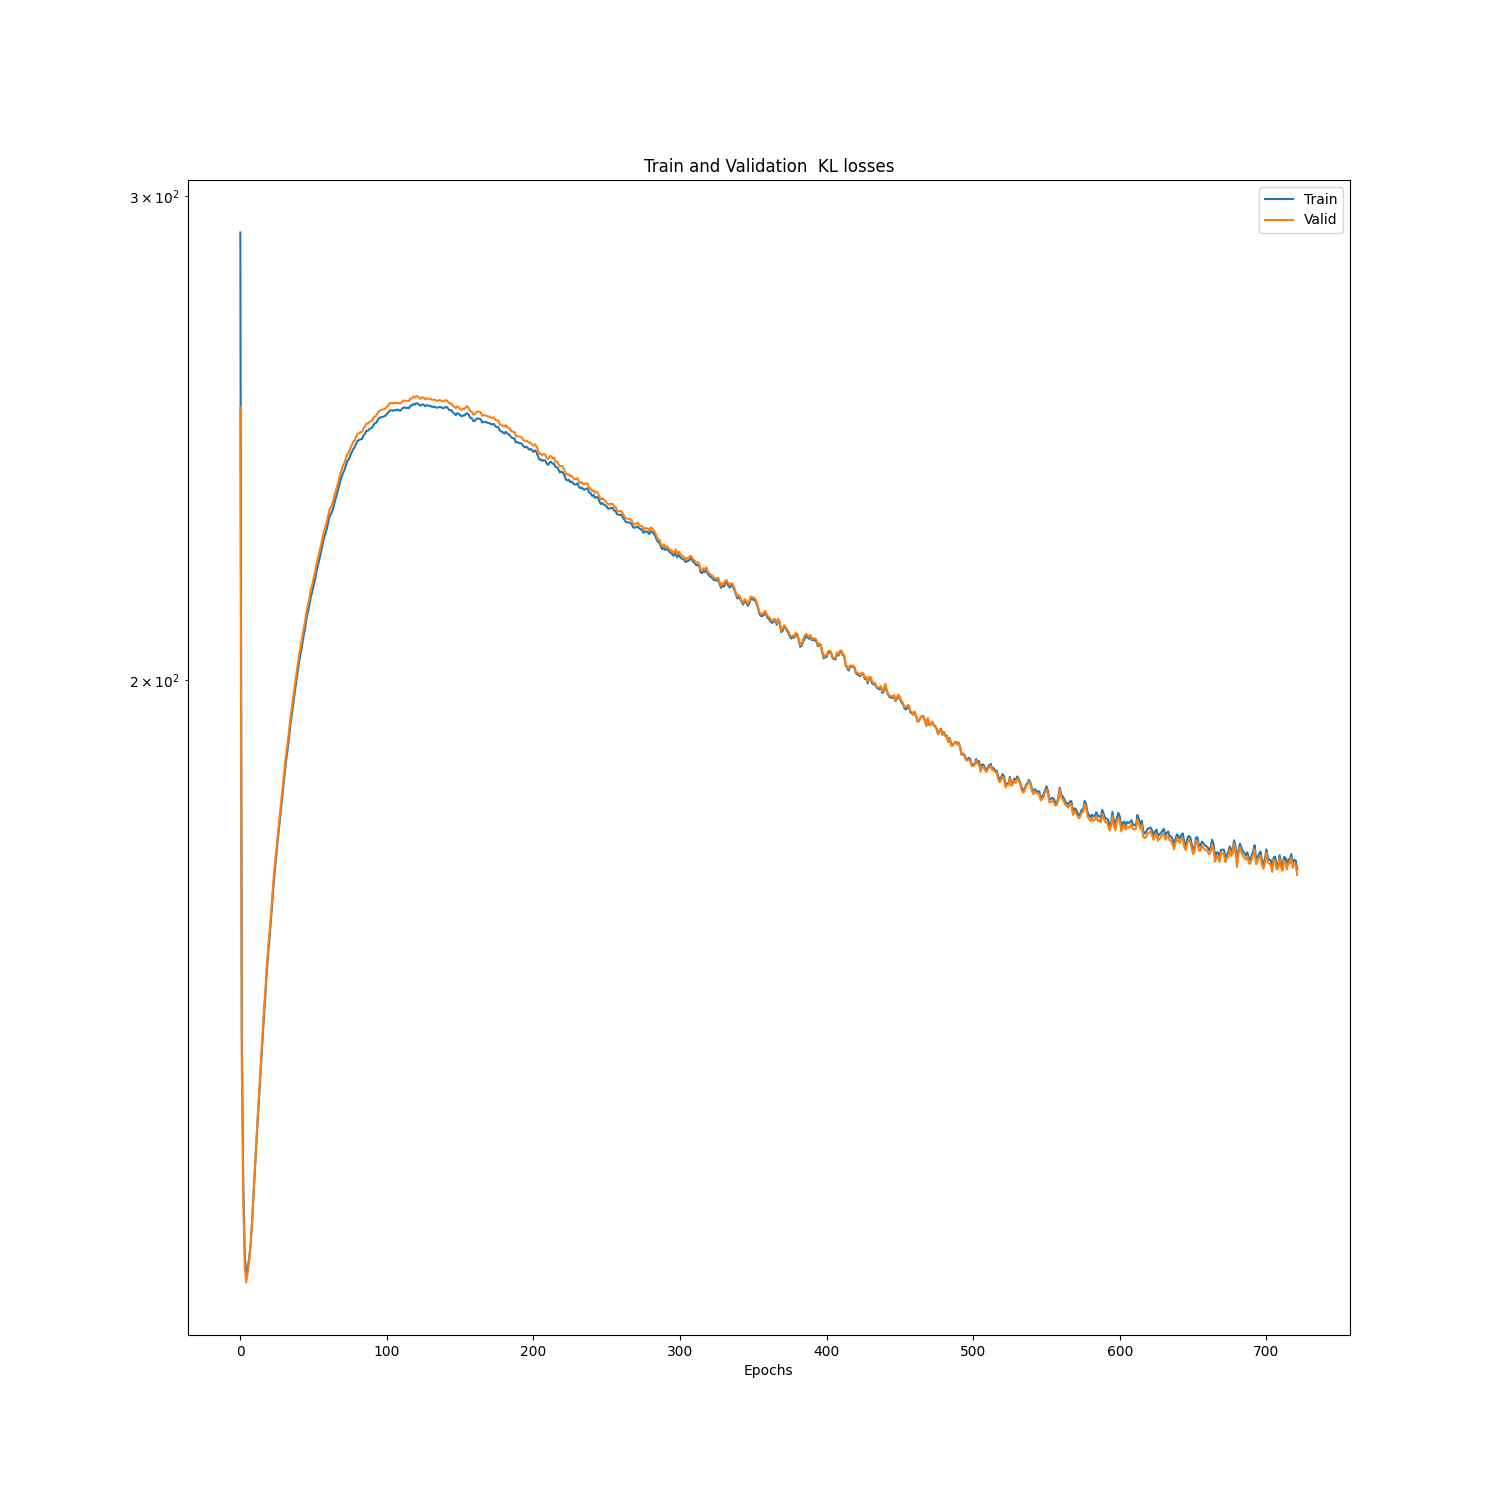 Train and Validation  KL losses
3 × 10²
Train
Valid
2 × 10²
0 100 200 300 400 500 600 700
Epochs